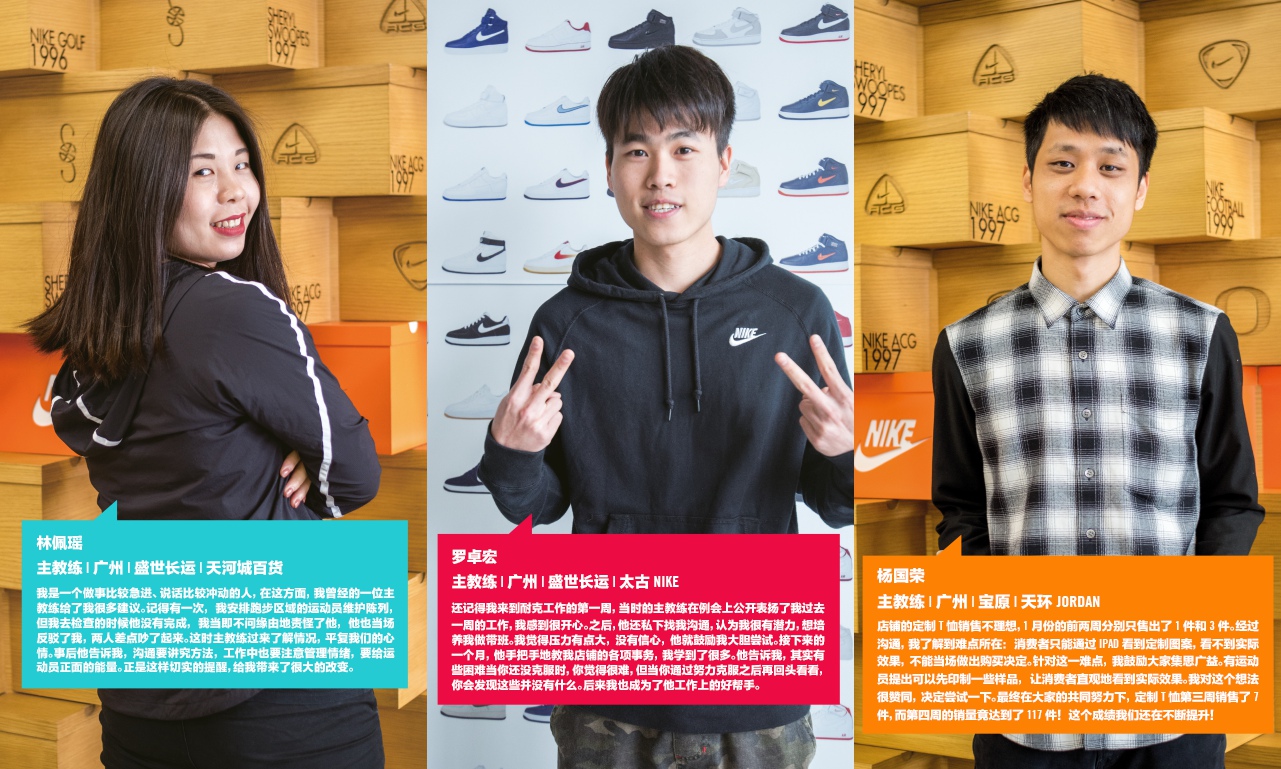 NIKE GOLF
1996
SHERYL
SWOOPES
1997
ACG
NIKE ACG
1997
林佩瑶
主教练 | 广州 | 盛世长运 | 天河城百货
我是一个做事比较急躁、说话比较冲动的人，在这方面，我曾经的一位主
教练给了我很多建议。记得有一次，我安排跑步区域的运动员维护陈列，
但我去检查的时候他没有完成，我当即不问缘由地责怪了他，他也当场
反驳了我，两人差点吵了起来。这时主教练过来了解情况，平复我们的心
情。事后他告诉我，沟通要讲究方法，工作中也要注意管理情绪，要给运
动员正面的能量。正是这样切实的提醒，给我带来了很大的改变。
NIKE
罗卓宏
主教练 | 广州 | 盛世长运 | 太古 NIKE
还记得我来到耐克工作的第一周，当时的主教练在例会上公开表扬了我过去
一周的工作，我感到很开心。之后，他还私下找我沟通，认为我很有潜力，想培
养我做带班。我觉得压力有点大，没有信心，他就鼓励我大胆尝试。接下来的
一个月，他手把手地教我店铺的各项事务，我学到了很多。他告诉我，其实有
些困难当你还没克服时，你觉得很难，但当你通过努力克服之后再回头看看，
你会发现这些并没有什么。后来我也成为了他工作上的好帮手。
SHERYL
SWOOPES
1997
ACG
ACG
NIKE ACG
1997
NIKE
FOOTBALL
1999
NIKE ACG
1997
NIKE
杨国荣
主教练 | 广州 | 宝原 | 天环 JORDAN
店铺的定制 T 恤销售不理想，1 月份的前两周分别只售出了 1 件和 3 件。经过
沟通，我了解到难点所在：消费者只能通过 IPAD 看到定制图案，看不到实际
效果，不能当场做出购买决定。针对这一难点，我鼓励大家集思广益。有运动
员提出可以先印制一些样品，让消费者直观地看到实际效果。我对这个想法
很赞同，决定尝试一下。最终在大家的共同努力下，定制 T 恤第三周销售了 7
件，而第四周的销量竟达到了 117 件！这个成绩我们还在不断提升！